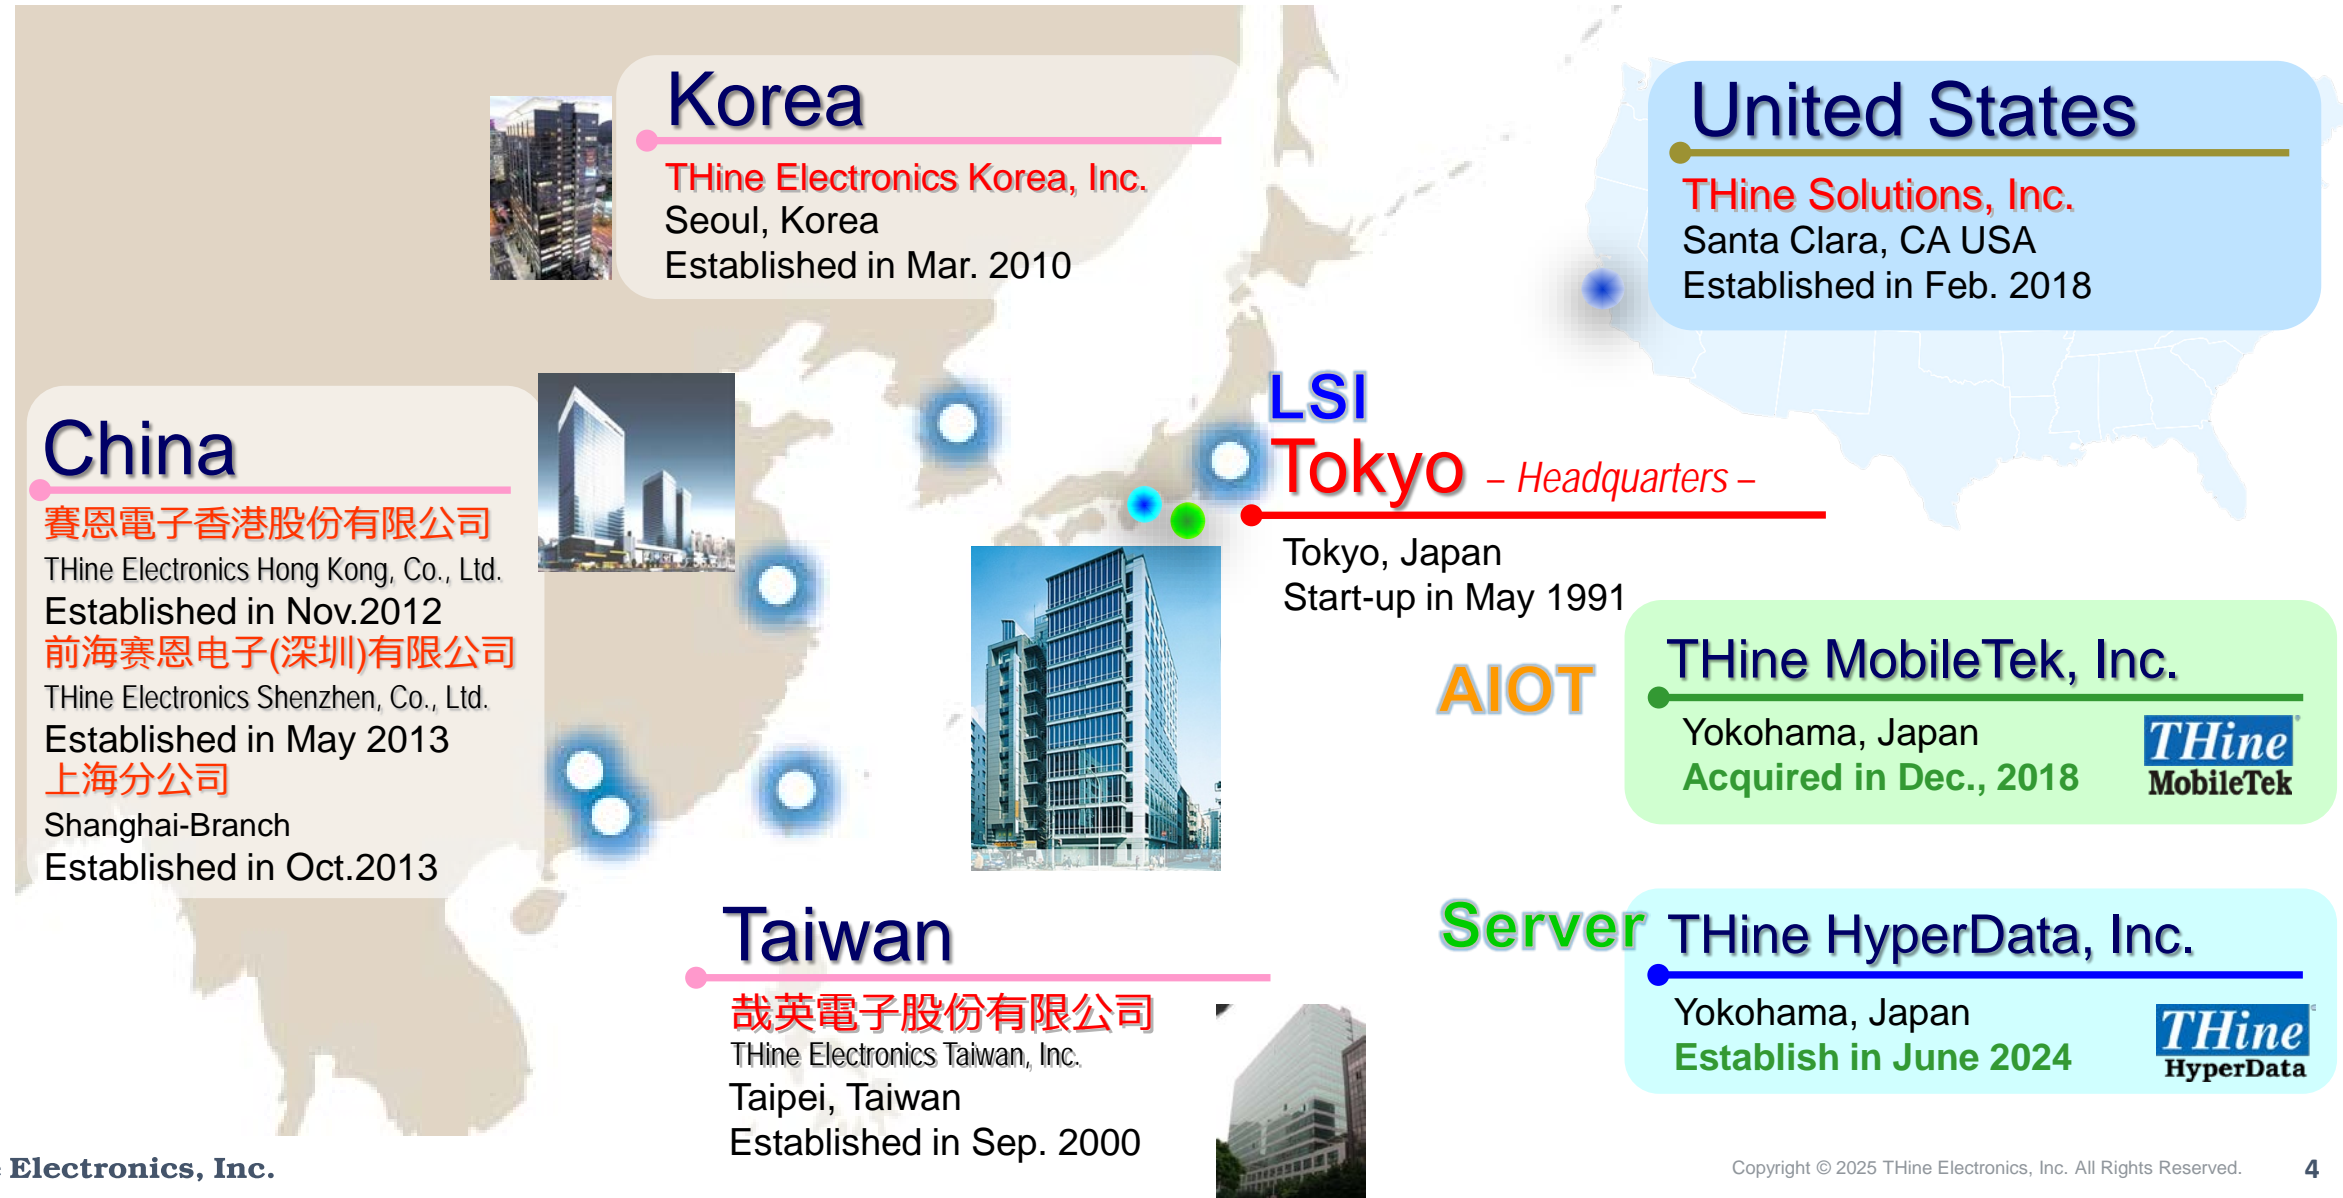 Korea
THine Electronics Korea, Inc.
Seoul, Korea
Established in Mar. 2010
United States
THine Solutions, Inc.
Santa Clara, CA USA
Established in Feb. 2018
China
賽恩電子香港股份有限公司
THine Electronics Hong Kong, Co., Ltd.
Established in Nov.2012
前海赛恩电子(深圳)有限公司
THine Electronics Shenzhen, Co., Ltd.
Established in May 2013
上海分公司
Shanghai-Branch
Established in Oct.2013
LSI
Tokyo – Headquarters –
Tokyo, Japan
Start-up in May 1991
AIOT
THine MobileTek, Inc.
Yokohama, Japan
Acquired in Dec., 2018
THine
MobileTek
Server
THine HyperData, Inc.
Yokohama, Japan
Establish in June 2024
THine
HyperData
Taiwan
哉英電子股份有限公司
THine Electronics Taiwan, Inc.
Taipei, Taiwan
Established in Sep. 2000
Electronics, Inc.
Copyright © 2025 THine Electronics, Inc. All Rights Reserved.
4